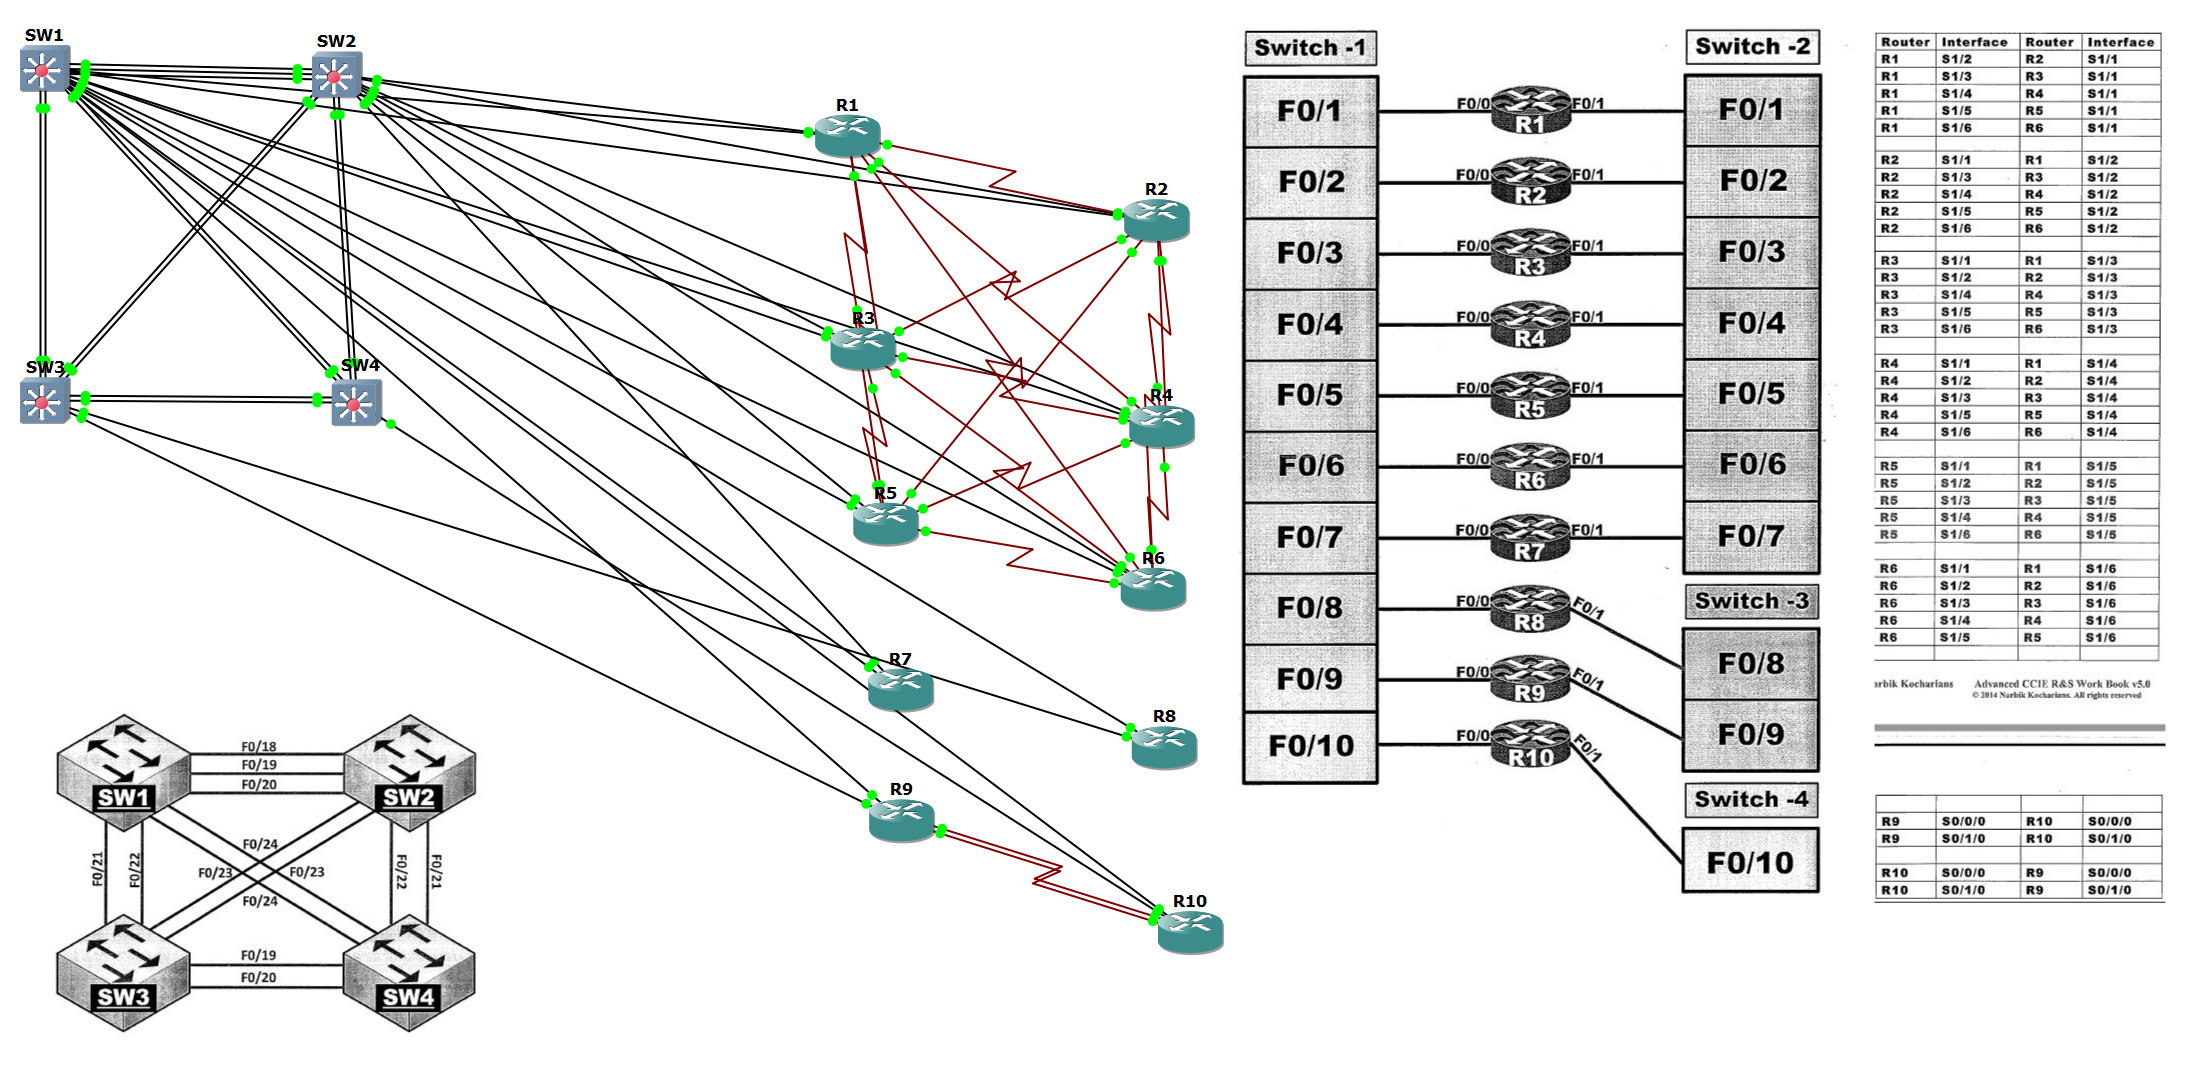 SW1
SW2
R1
R2
R3
SW3
SW4
R4
R5
R6
R7
R8
R9
R10
F0/18
F0/19
F0/20
SW1
SW2
F0/21
F0/22
F0/24
F0/23
F0/23
F0/24
F0/22
F0/21
F0/19
F0/20
SW3
SW4
Switch -1
Switch -2
F0/1 F0/0 R1 F0/1 F0/1
F0/2 F0/0 R2 F0/1 F0/2
F0/3 F0/0 R3 F0/1 F0/3
F0/4 F0/0 R4 F0/1 F0/4
F0/5 F0/0 R5 F0/1 F0/5
F0/6 F0/0 R6 F0/1 F0/6
F0/7 F0/0 R7 F0/1 F0/7
Switch -3
F0/8 F0/0 R8 F0/1 F0/8
F0/9 F0/0 R9 F0/1 F0/9
Switch -4
F0/10 F0/0 R10 F0/1 F0/10
Router Interface Router Interface
R1 S1/2 R2 S1/1
R1 S1/3 R3 S1/1
R1 S1/4 R4 S1/1
R1 S1/5 R5 S1/1
R1 S1/6 R6 S1/1
R2 S1/1 R1 S1/2
R2 S1/3 R3 S1/2
R2 S1/4 R4 S1/2
R2 S1/5 R5 S1/2
R2 S1/6 R6 S1/2
R3 S1/1 R1 S1/3
R3 S1/2 R2 S1/3
R3 S1/4 R4 S1/3
R3 S1/5 R5 S1/3
R3 S1/6 R6 S1/3
R4 S1/1 R1 S1/4
R4 S1/2 R2 S1/4
R4 S1/3 R3 S1/4
R4 S1/5 R5 S1/4
R4 S1/6 R6 S1/4
R5 S1/1 R1 S1/5
R5 S1/2 R2 S1/5
R5 S1/3 R3 S1/5
R5 S1/4 R4 S1/5
R5 S1/6 R6 S1/5
R6 S1/1 R1 S1/6
R6 S1/2 R2 S1/6
R6 S1/3 R3 S1/6
R6 S1/4 R4 S1/6
R6 S1/5 R5 S1/6
arbik Kocharians Advanced CCIE R&S Work Book v5.0
© 2014 Narbik Kocharians. All rights reserved
R9 S0/0/0 R10 S0/0/0
R9 S0/1/0 R10 S0/1/0
R10 S0/0/0 R9 S0/0/0
R10 S0/1/0 R9 S0/1/0